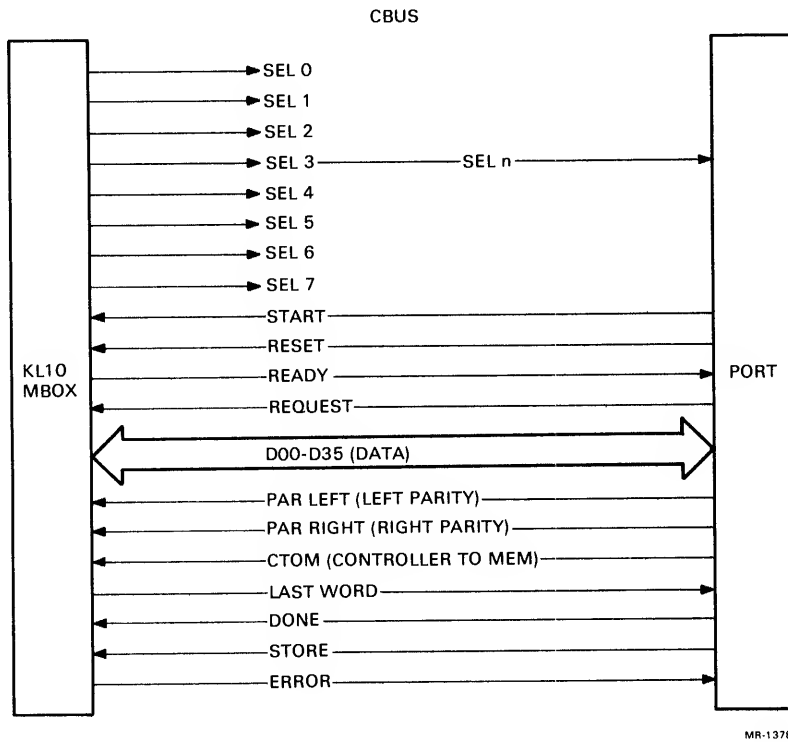 CBUS
SEL 0
SEL 1
SEL 2
SEL 3 SEL n
SEL 4
SEL 5
SEL 6
SEL 7
START
RESET
KL10
MBOX
READY
PORT
REQUEST
D00-D35 (DATA)
PAR LEFT (LEFT PARITY)
PAR RIGHT (RIGHT PARITY)
CTOM (CONTROLLER TO MEM)
LAST WORD
DONE
STORE
ERROR
MR-1378